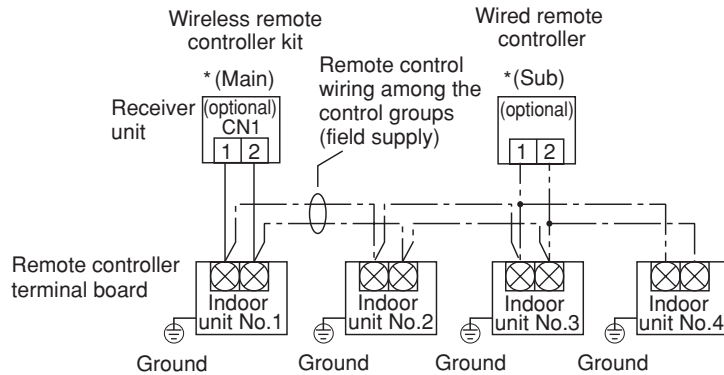 Wireless remote
controller kit
* (Main)
Receiver
unit
(optional)
CN1
1 2
Remote control
wiring among the
control groups
(field supply)
Wired remote
controller
* (Sub)
(optional)
1 2
Remote controller
terminal board
Indoor
unit No.1
Indoor
unit No.2
Indoor
unit No.3
Indoor
unit No.4
Ground
Ground
Ground
Ground